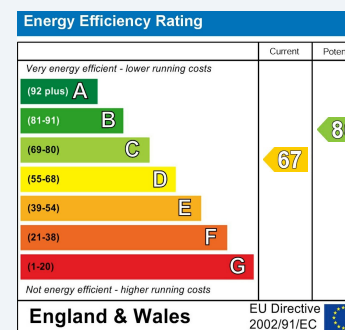 Energy Efficiency Rating
Current
Very energy efficient - lower running costs
(92 plus) A
(81-91) B
(69-80) C
(55-68) D
(39-54) E
(21-38) F
(1-20) G
67
Not energy efficient - higher running costs
England & Wales
EU Directive
2002/91/EC